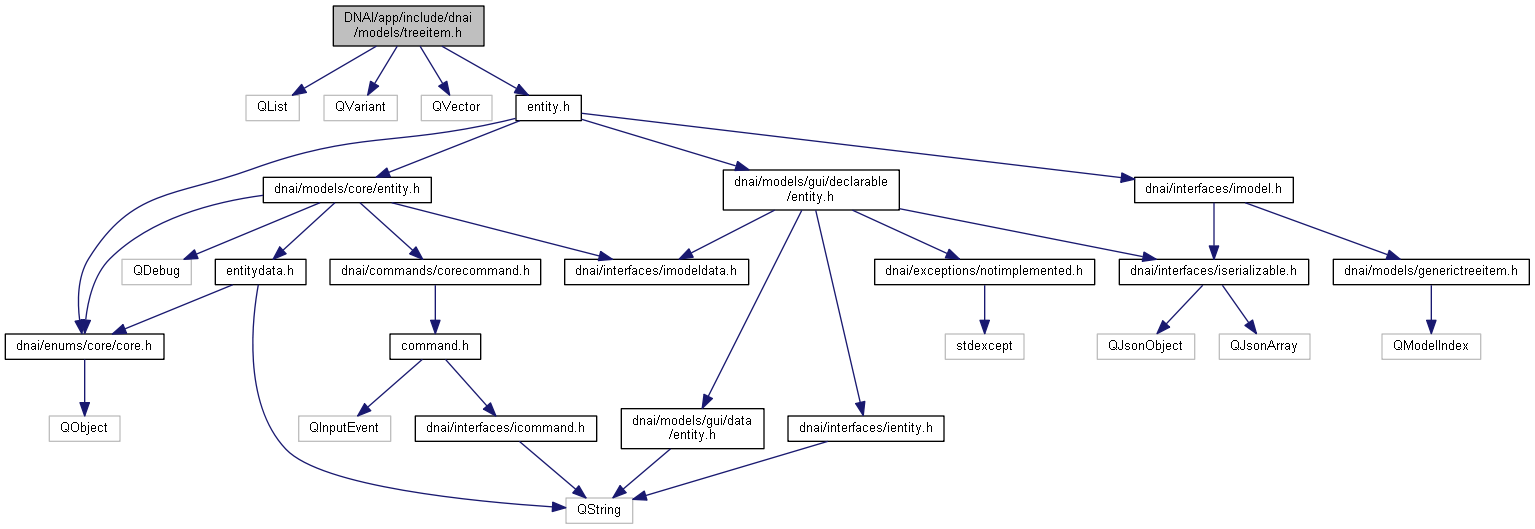 DNAI/app/include/dnai
/models/treeitem.h
QList
QVariant
QVector
entity.h
dnai/models/core/entity.h
dnai/models/gui/declarable
/entity.h
dnai/interfaces/imodel.h
QDebug
entitydata.h
dnai/commands/corecommand.h
dnai/interfaces/imodeldata.h
dnai/exceptions/notimplemented.h
dnai/interfaces/iserializable.h
dnai/models/generictreeitem.h
dnai/enums/core/core.h
command.h
stdexcept
QJsonObject
QJsonArray
QModelIndex
QObject
QInputEvent
dnai/interfaces/icommand.h
dnai/models/gui/data
/entity.h
dnai/interfaces/ientity.h
QString